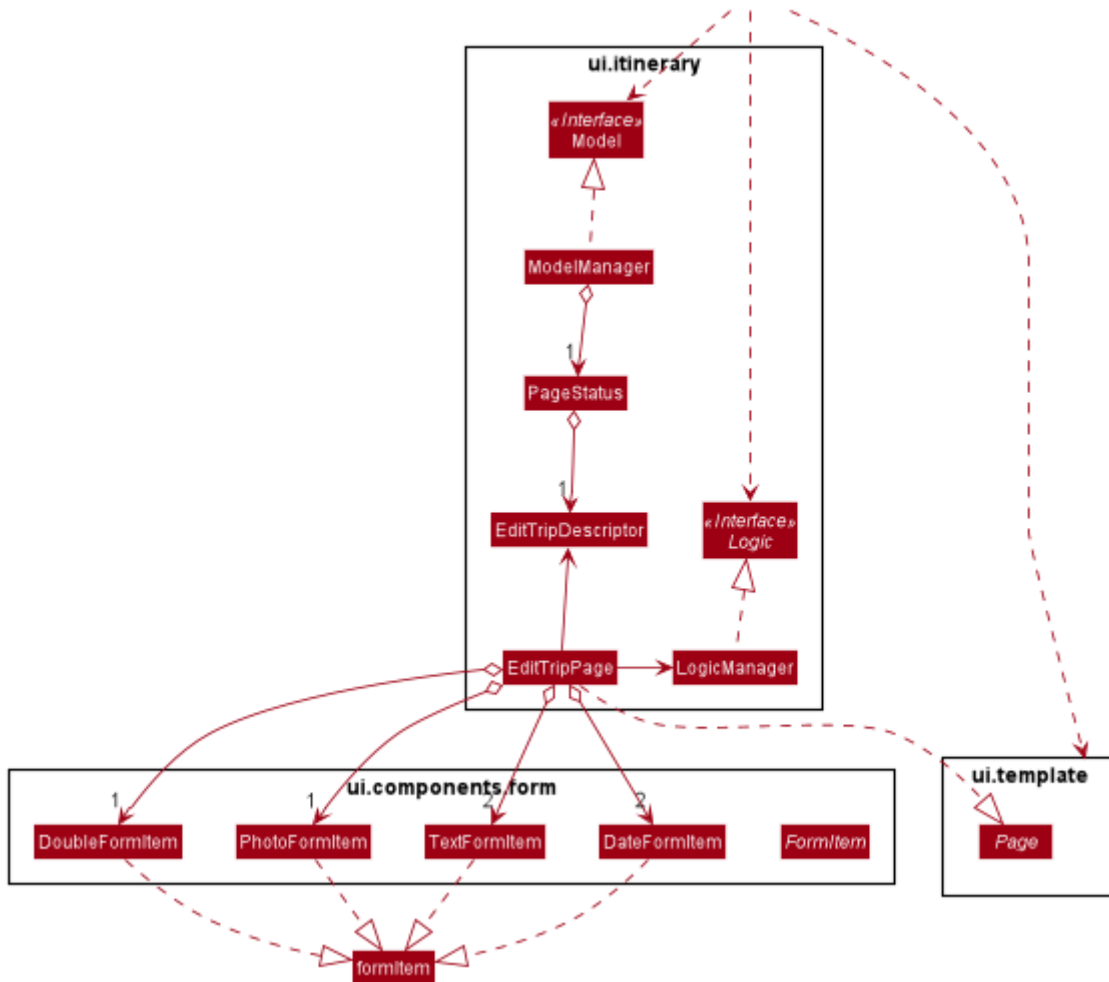 ui.itinerary
«Interface»
Model
ModelManager
1
PageStatus
1
EditTripDescriptor
«Interface»
Logic
EditTripPage
LogicManager
ui.components.form
ui.template
1
1
2
2
DoubleFormItem
PhotoFormItem
TextFormItem
DateFormItem
FormItem
Page
formItem